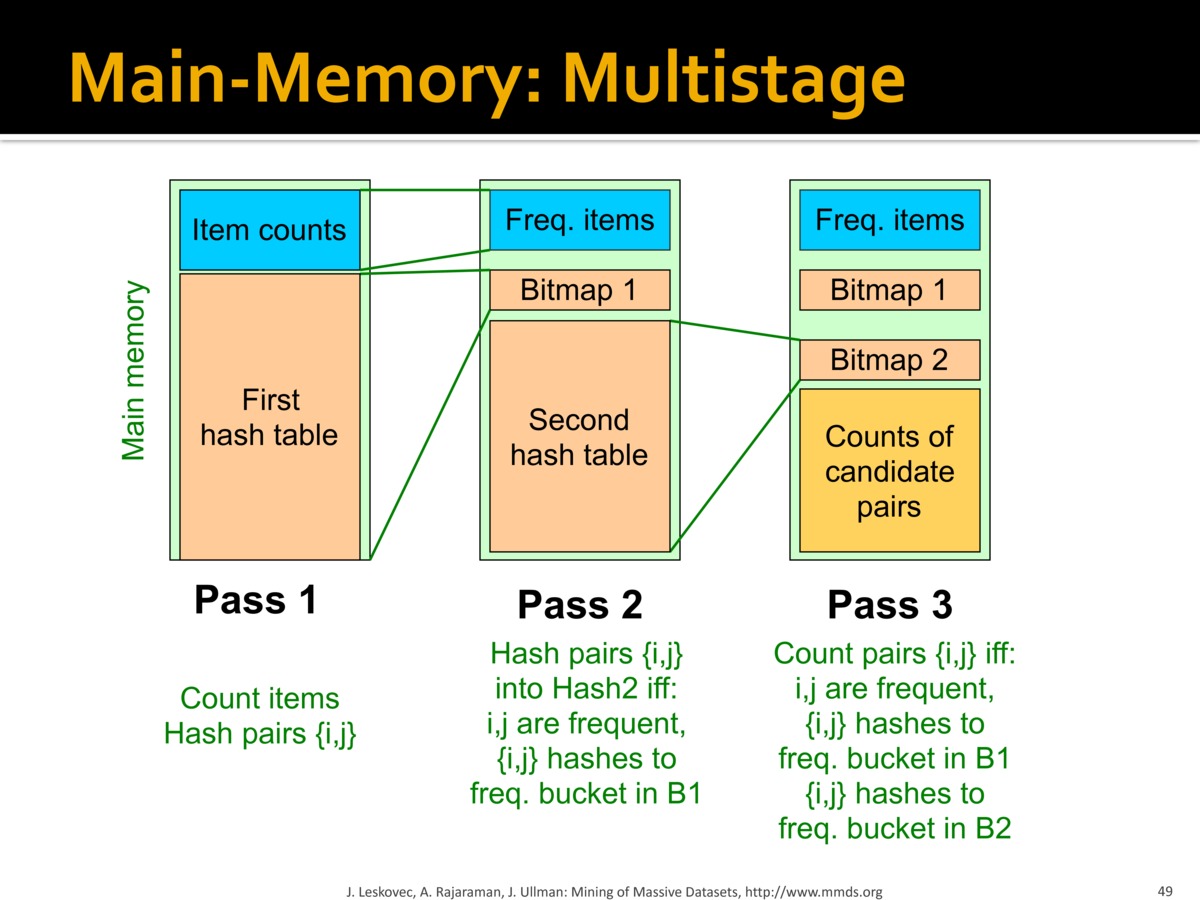 Main-Memory: Multistage
Main memory
Item counts
First
hash table
Pass 1
Count items
Hash pairs {i,j}
Freq. items
Bitmap 1
Second
hash table
Pass 2
Hash pairs {i,j}
into Hash2 iff:
i,j are frequent,
{i,j} hashes to
freq. bucket in B1
Freq. items
Bitmap 1
Bitmap 2
Counts of
candidate
pairs
Pass 3
Count pairs {i,j} iff:
i,j are frequent,
{i,j} hashes to
freq. bucket in B1
{i,j} hashes to
freq. bucket in B2
J. Leskovec, A. Rajaraman, J. Ullman: Mining of Massive Datasets, http://www.mmds.org
49